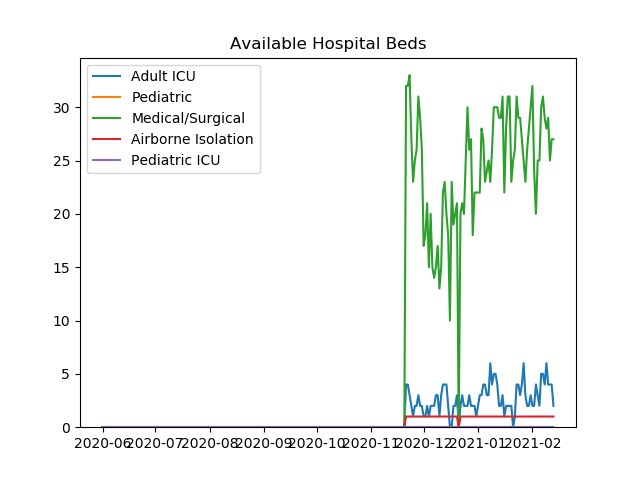 Available Hospital Beds
Adult ICU
Pediatric
Medical/Surgical
Airborne Isolation
Pediatric ICU
30
25
20
15
10
5
0
2020-06 2020-07 2020-08 2020-09 2020-10 2020-11 2020-12 2021-01 2021-02